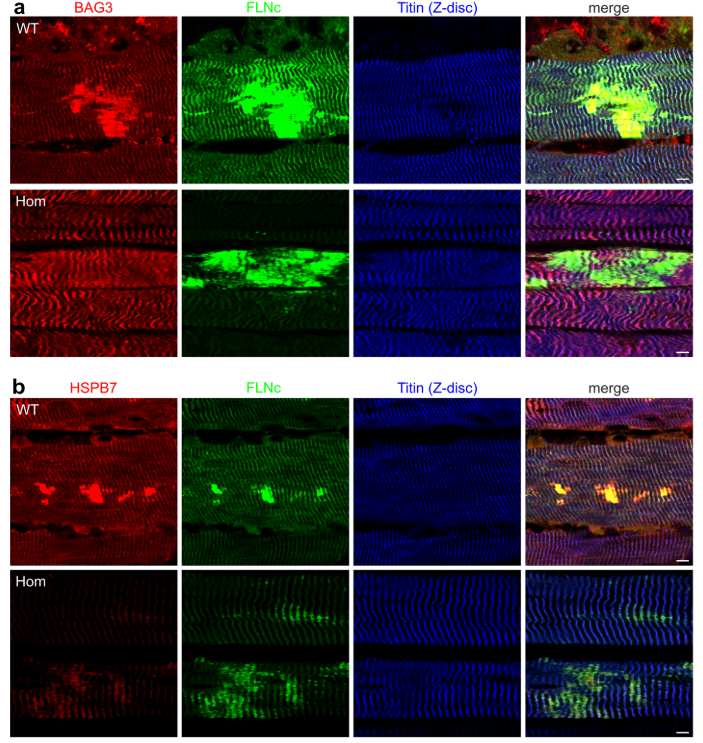 a
BAG3 FLNc Titin (Z-disc) merge
WT
Hom
b
HSPB7 FLNc Titin (Z-disc) merge
WT
Hom